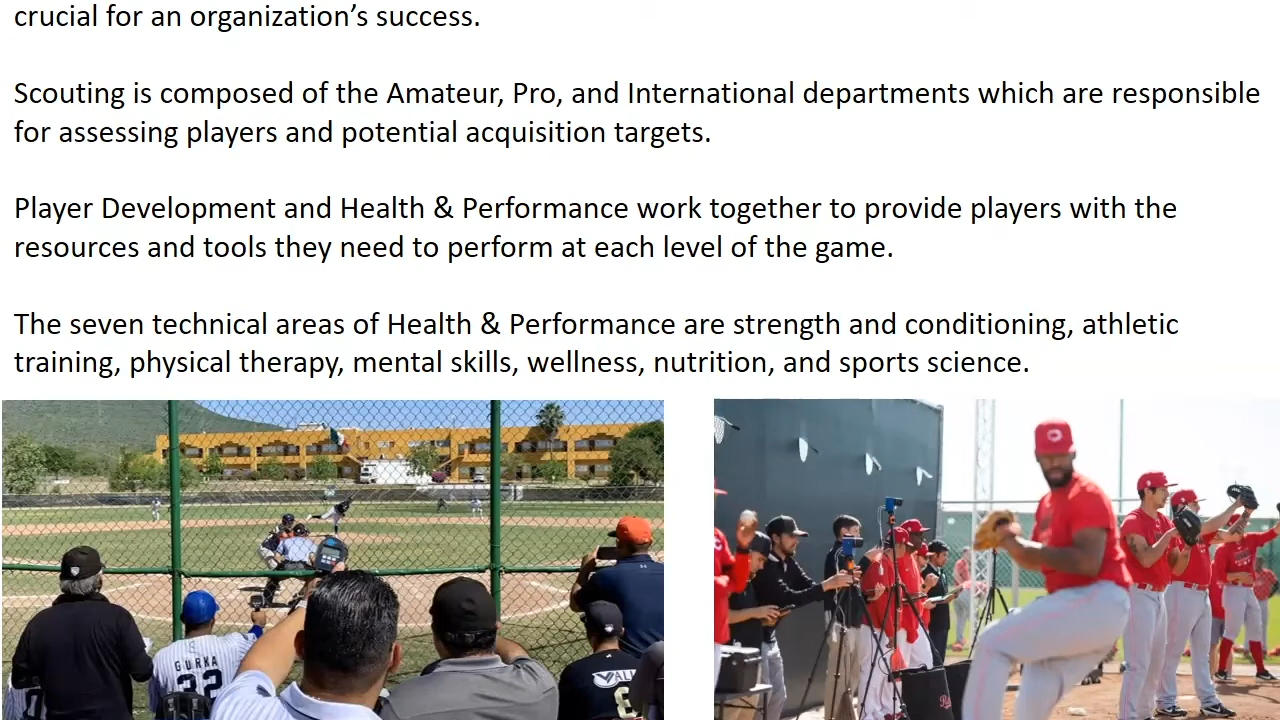 crucial for an organization’s success.
Scouting is composed of the Amateur, Pro, and International departments which are responsible
for assessing players and potential acquisition targets.
Player Development and Health & Performance work together to provide players with the
resources and tools they need to perform at each level of the game.
The seven technical areas of Health & Performance are strength and conditioning, athletic
training, physical therapy, mental skills, wellness, nutrition, and sports science.
GURRA
32